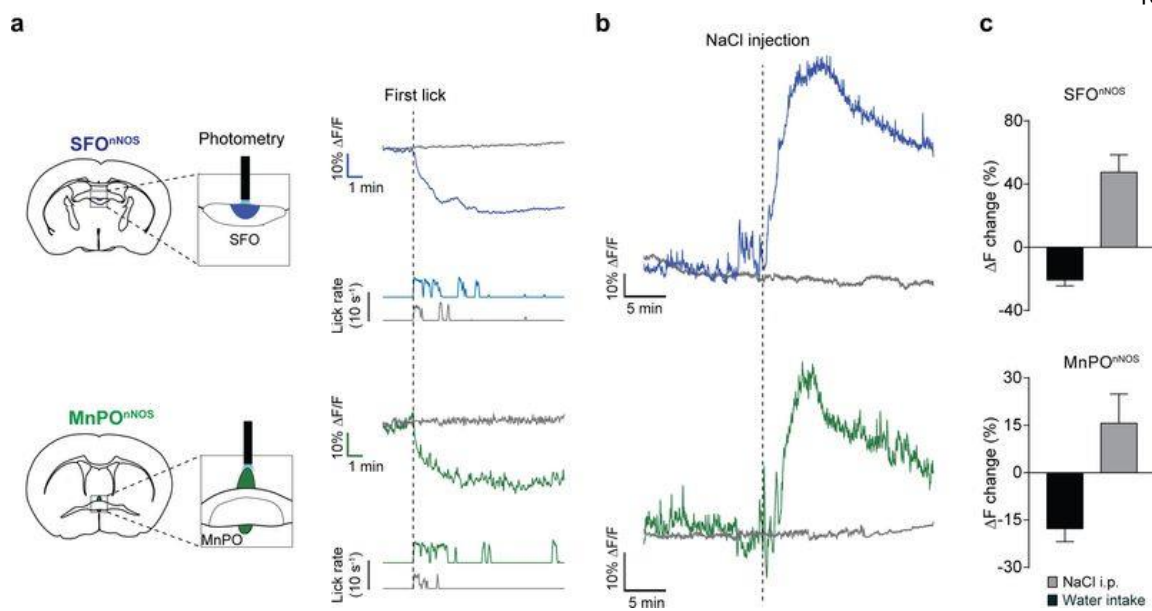 a
SFOnNOS
Photometry
SFO
First lick
10% ΔF/F
1 min
Lick rate
(10 s-1)
MnPOnNOS
MnPO
10% ΔF/F
1 min
Lick rate
(10 s-1)
b
NaCl injection
10% ΔF/F
5 min
10% ΔF/F
5 min
c
SFOnNOS
ΔF change (%)
80
40
0
-40
MnPOnNOS
ΔF change (%)
30
15
0
-15
-30
NaCl i.p.
Water intake